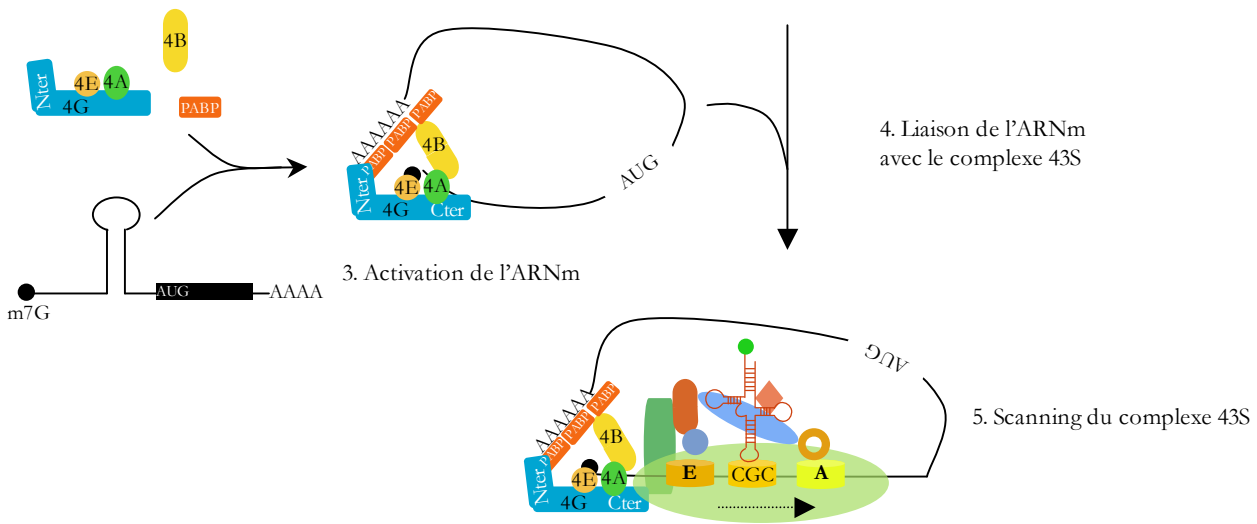 4B
Nter
4E
4A
4G
PABP
m7G
AUG
AAAA
AAAAAA
PABP
PABP
PABP
4B
Nter
4E
4A
4G
Cter
AUG
3. Activation de l'ARNm
4. Liaison de l'ARNm
avec le complexe 43S
AAAAAA
PABP
PABP
PABP
4B
Nter
4E
4A
4G
Cter
E
CGC
A
AUG
5. Scanning du complexe 43S